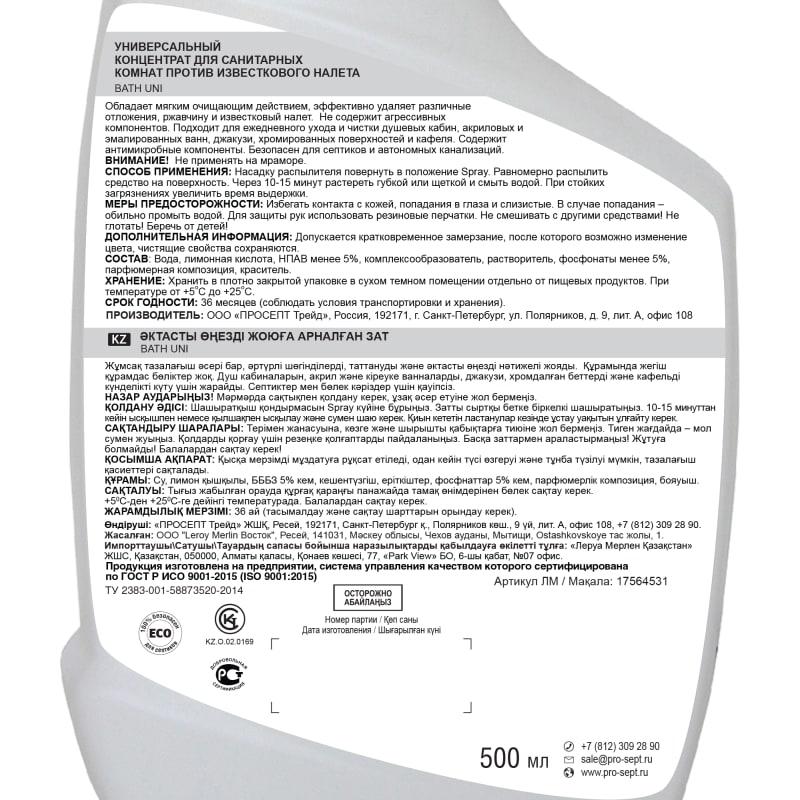 УНИВЕРСАЛЬНЫЙ
КОНЦЕНТРАТ ДЛЯ САНИТАРНЫХ
КОМНАТ ПРОТИВ ИЗВЕСТКОВОГО НАЛЕТА
BATH UNI
Обладает мягким очищающим действием, эффективно удаляет различные
отложения, ржавчину и известковый налет. Не содержит агрессивных
компонентов. Подходит для ежедневного ухода и чистки душевых кабин, акриловых и
эмалированных ванн, джакузи, хромированных поверхностей и кафеля. Содержит
антимикробные компоненты. Безопасен для септиков и автономных канализаций.
ВНИМАНИЕ! Не применять на мраморе.
СПОСОБ ПРИМЕНЕНИЯ: Насадку распылителя повернуть в положение Spray. Равномерно распылить
средство на поверхность. Через 10-15 минут растереть губкой или щеткой и смыть водой. При стойких
загрязнениях увеличить время выдержки.
МЕРЫ ПРЕДОСТОРОЖНОСТИ: Избегать контакта с кожей, попадания в глаза и слизистые. В случае попадания –
обильно промыть водой. Для защиты рук использовать резиновые перчатки. Не смешивать с другими средствами! Не
глотать! Беречь от детей!
ДОПОЛНИТЕЛЬНАЯ ИНФОРМАЦИЯ: Допускается кратковременное замерзание, после которого возможно изменение
цвета, чистящие свойства сохраняются.
СОСТАВ: Вода, лимонная кислота, НПАВ менее 5%, комплексообразователь, растворитель, фосфонаты менее 5%,
парфюмерная композиция, краситель.
ХРАНЕНИЕ: Хранить в плотно закрытой упаковке в сухом темном помещении отдельно от пищевых продуктов. При
температуре от +5°С до +25°С.
СРОК ГОДНОСТИ: 36 месяцев (соблюдать условия транспортировки и хранения).
ПРОИЗВОДИТЕЛЬ: ООО «ПРОСЕПТ Трейд», Россия, 192171, г. Санкт-Петербург, ул. Полярников, д. 9, лит. А, офис 108
KZ ӘКТАСТЫ ӨҢЕЗДІ ЖОЮҒА АРНАЛҒАН ЗАТ
BATH UNI
Жұмсақ тазалағыш әсері бар, әртүрлі шөгінділерді, таттануды және әктасты өңезді нәтижелі жояды. Құрамында жегіш
құрамдас бөліктер жоқ. Душ кабиналарын, акрил және кіреуке ванналарды, джакузи, хромдалған беттерді және кафельді
күнделікті күту үшін жарайды. Септиктер мен бөлек кәріздер үшін қауіпсіз.
НАЗАР АУДАРЫҢЫЗ! Мәрмәрда сақтықпен қолдану керек, ұзақ әсер етуіне жол бермеңіз.
ҚОЛДАНУ ӘДІСІ: Шашыратқыш қондырмасын Spray күйіне бұрыңыз. Затты сыртқы бетке біркелкі шашыратыңыз. 10-15 минуттан
кейін ысқышпен немесе қылшақпен ысқылау және сумен шаю керек. Қиын кететін ластанулар кезінде ұстау уақытын ұлғайту керек.
САҚТАНДЫРУ ШАРАЛАРЫ: Терімен жанасуына, көзге және шырышты қабықтарға тиюіне жол бермеңіз. Тиген жағдайда – мол
сумен жуыңыз. Қолдарды қорғау үшін резеңке қолғаптарды пайдаланыңыз. Басқа заттармен араластырмаңыз! Жұтуға
болмайды! Балалардан сақтау керек!
ҚОСЫМША АҚПАРАТ: Қысқа мерзімді мұздатуға рұқсат етіледі, одан кейін түсі өзгеруі және тұнба түзілуі мүмкін, тазалағыш
қасиеттері сақталады.
ҚҰРАМЫ: Су, лимон қышқылы, БББЗ 5% кем, кешентүзгіш, еріткіштер, фосфнаттар 5% кем, парфюмерлік композиция, бояуыш.
САҚТАЛУЫ: Тығыз жабылған орауда құрғақ қараңғы панажайда тамақ өнімдерінен бөлек сақтау керек.
+5ºС-ден +25ºС-ге дейінгі температурада. Балалардан сақтау керек.
ЖАРАМДЫЛЫҚ МЕРЗІМІ: 36 ай (тасымалдау және сақтау шарттарын орындау керек).
Өндіруші: «ПРОСЕПТ Трейд» ЖШҚ, Ресей, 192171, Санкт-Петербург қ., Полярников көш., 9 үй, лит. А, офис 108, +7 (812) 309 28 90.
Жасалған: ООО "Leroy Merlin Восток", Ресей, 141031, Мәскеу облысы, Чехов ауданы, Мытищи, Ostashkovskoye тас жолы, 1.
Импорттаушы\Сатушы\Тауардың сапасы бойынша наразылықтарды қабылдауға өкілетті тұлға: «Леруа Мерлен Қазақстан»
ЖШС, Қазақстан, 050000, Алматы қаласы, Қонаев көшесі, 77, «Park View» БО, 6-шы қабат, №07 офис.
Продукция изготовлена на предприятии, система управления качеством которого сертифицирована
по ГОСТ Р ИСО 9001-2015 (ISO 9001:2015)
ТУ 2383-001-58873520-2014
Артикул ЛМ / Мақала: 17564531
ОСТОРОЖНО
АБАЙЛАҢЫЗ
Номер партии / Қеп саны
Дата изготовления / Шығарылған күні
100% безопасен
ECO
для септиков
KZ.O.02.0169
ДОБРОВОЛЬНАЯ
СЕРТИФИКАЦИЯ
500 мл
+7 (812) 309 28 90
sale@pro-sept.ru
www.pro-sept.ru